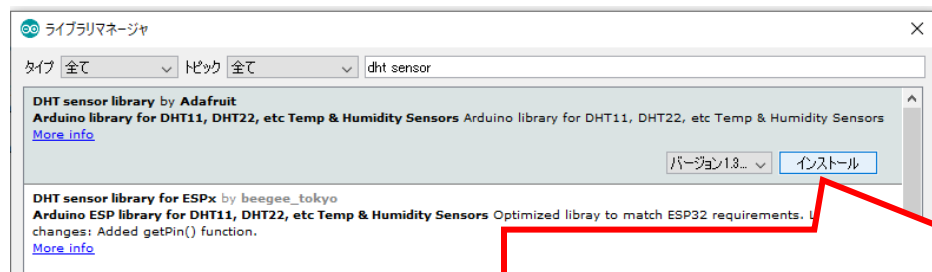 ライブラリマネージャ
タイプ 全て トピック 全て dht sensor
DHT sensor library by Adafruit
Arduino library for DHT11, DHT22, etc Temp & Humidity Sensors Arduino library for DHT11, DHT22, etc Temp & Humidity Sensors
More info
バージョン1.3... インストール
DHT sensor library for ESPx by beegee_tokyo
Arduino ESP library for DHT11, DHT22, etc Temp & Humidity Sensors Optimized libray to match ESP32 requirements.
changes: Added getPin() function.
More info